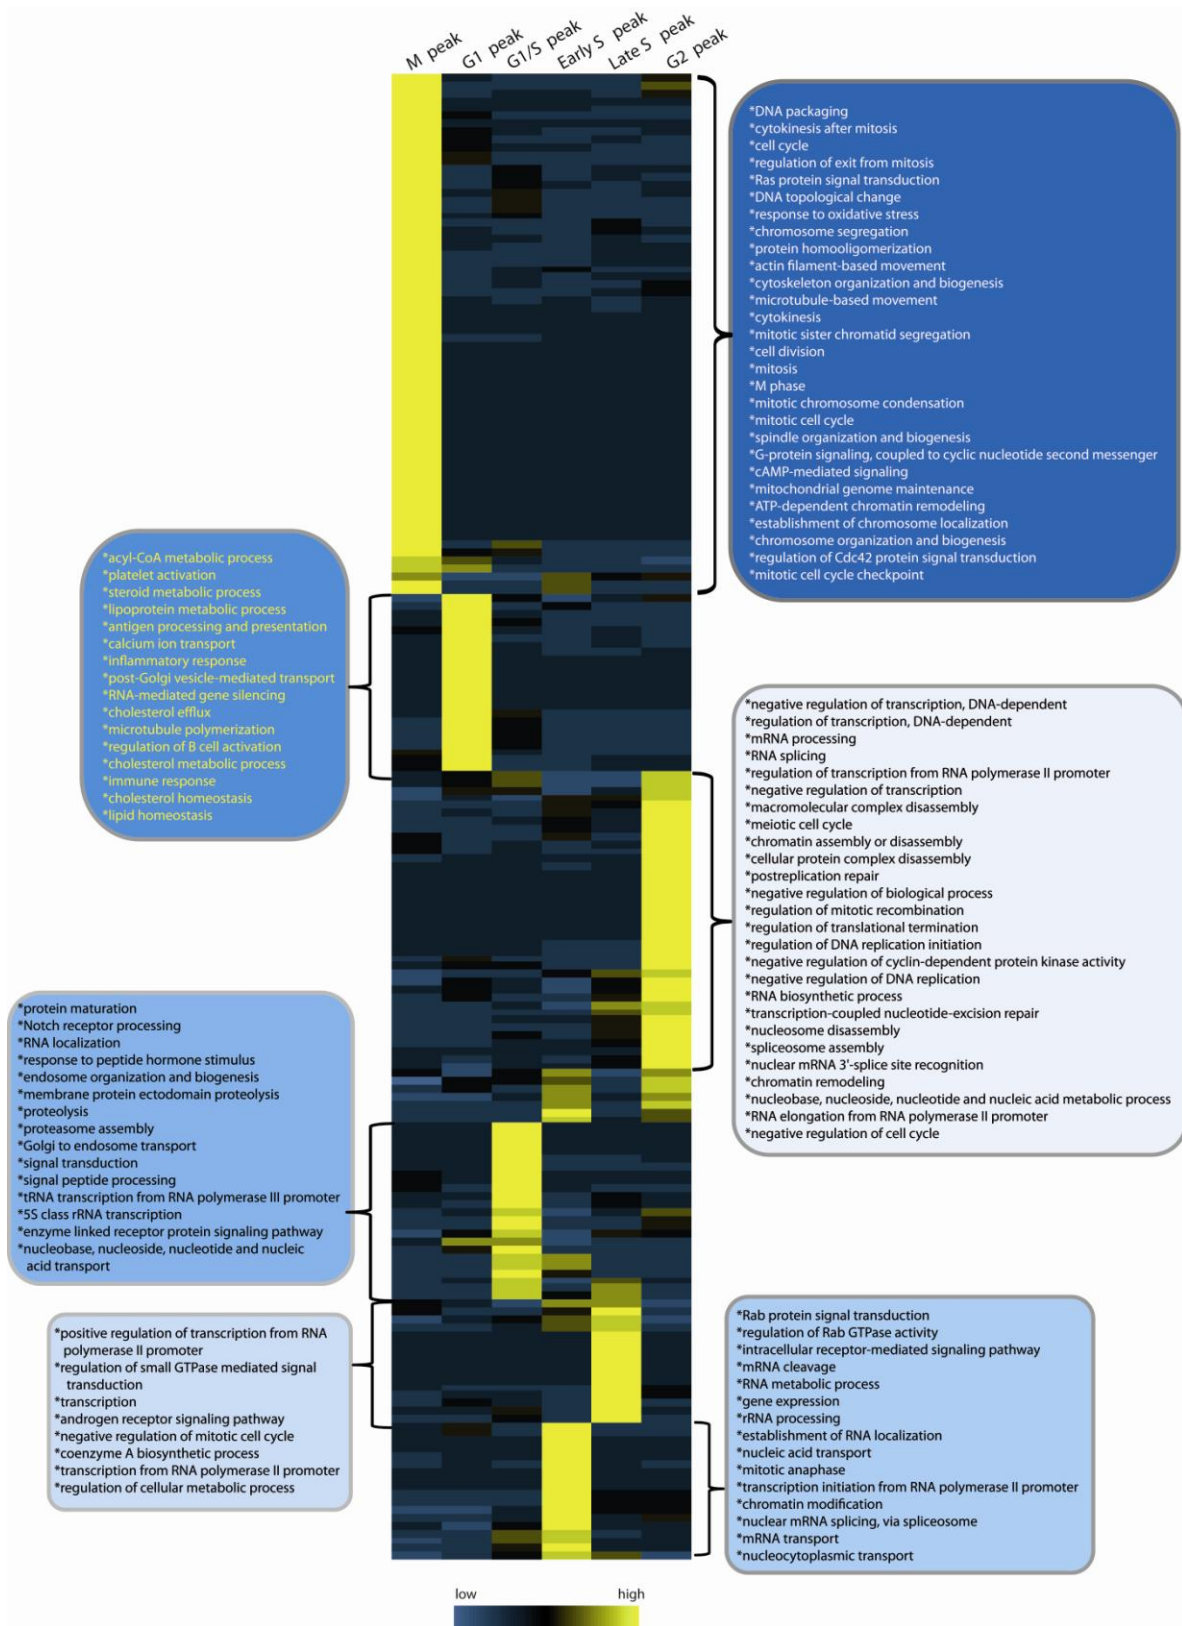 M peak
G1 peak
G1/S peak
Early S peak
Late S peak
G2 peak
*DNA packaging
*cytokinesis after mitosis
*cell cycle
*regulation of exit from mitosis
*Ras protein signal transduction
*DNA topological change
*response to oxidative stress
*chromosome segregation
*protein homooligomerization
*actin filament-based movement
*cytoskeleton organization and biogenesis
*microtubule-based movement
*cytokinesis
*mitotic sister chromatid segregation
*cell division
*mitosis
*M phase
*mitotic chromosome condensation
*mitotic cell cycle
*spindle organization and biogenesis
*G-protein signaling, coupled to cyclic nucleotide second messenger
*cAMP-mediated signaling
*mitochondrial genome maintenance
*ATP-dependent chromatin remodeling
*establishment of chromosome localization
*chromosome organization and biogenesis
*regulation of Cdc42 protein signal transduction
*mitotic cell cycle checkpoint
*acyl-CoA metabolic process
*platelet activation
*steroid metabolic process
*lipoprotein metabolic process
*antigen processing and presentation
*calcium ion transport
*inflammatory response
*post-Golgi vesicle-mediated transport
*RNA-mediated gene silencing
*cholesterol efflux
*microtubule polymerization
*regulation of B cell activation
*cholesterol metabolic process
*immune response
*cholesterol homeostasis
*lipid homeostasis
*negative regulation of transcription, DNA-dependent
*regulation of transcription, DNA-dependent
*mRNA processing
*RNA splicing
*regulation of transcription from RNA polymerase II promoter
*negative regulation of transcription
*macromolecular complex disassembly
*meiotic cell cycle
*chromatin assembly or disassembly
*cellular protein complex disassembly
*postreplication repair
*negative regulation of biological process
*regulation of mitotic recombination
*regulation of translational termination
*regulation of DNA replication initiation
*negative regulation of cyclin-dependent protein kinase activity
*negative regulation of DNA replication
*RNA biosynthetic process
*transcription-coupled nucleotide-excision repair
*nucleosome disassembly
*spliceosome assembly
*nuclear mRNA 3'-splice site recognition
*chromatin remodeling
*nucleobase, nucleoside, nucleotide and nucleic acid metabolic process
*RNA elongation from RNA polymerase II promoter
*negative regulation of cell cycle
*protein maturation
*Notch receptor processing
*RNA localization
*response to peptide hormone stimulus
*endosome organization and biogenesis
*membrane protein ectodomain proteolysis
*proteolysis
*proteasome assembly
*Golgi to endosome transport
*signal transduction
*signal peptide processing
*tRNA transcription from RNA polymerase III promoter
*5S class rRNA transcription
*enzyme linked receptor protein signaling pathway
*nucleobase, nucleoside, nucleotide and nucleic
acid transport
*positive regulation of transcription from RNA
polymerase II promoter
*regulation of small GTPase mediated signal
transduction
*transcription
*androgen receptor signaling pathway
*negative regulation of mitotic cell cycle
*coenzyme A biosynthetic process
*transcription from RNA polymerase II promoter
*regulation of cellular metabolic process
*Rab protein signal transduction
*regulation of Rab GTPase activity
*intracellular receptor-mediated signaling pathway
*mRNA cleavage
*RNA metabolic process
*gene expression
*rRNA processing
*establishment of RNA localization
*nucleic acid transport
*mitotic anaphase
*transcription initiation from RNA polymerase II promoter
*chromatin modification
*nuclear mRNA splicing, via spliceosome
*mRNA transport
*nucleocytoplasmic transport
low
high